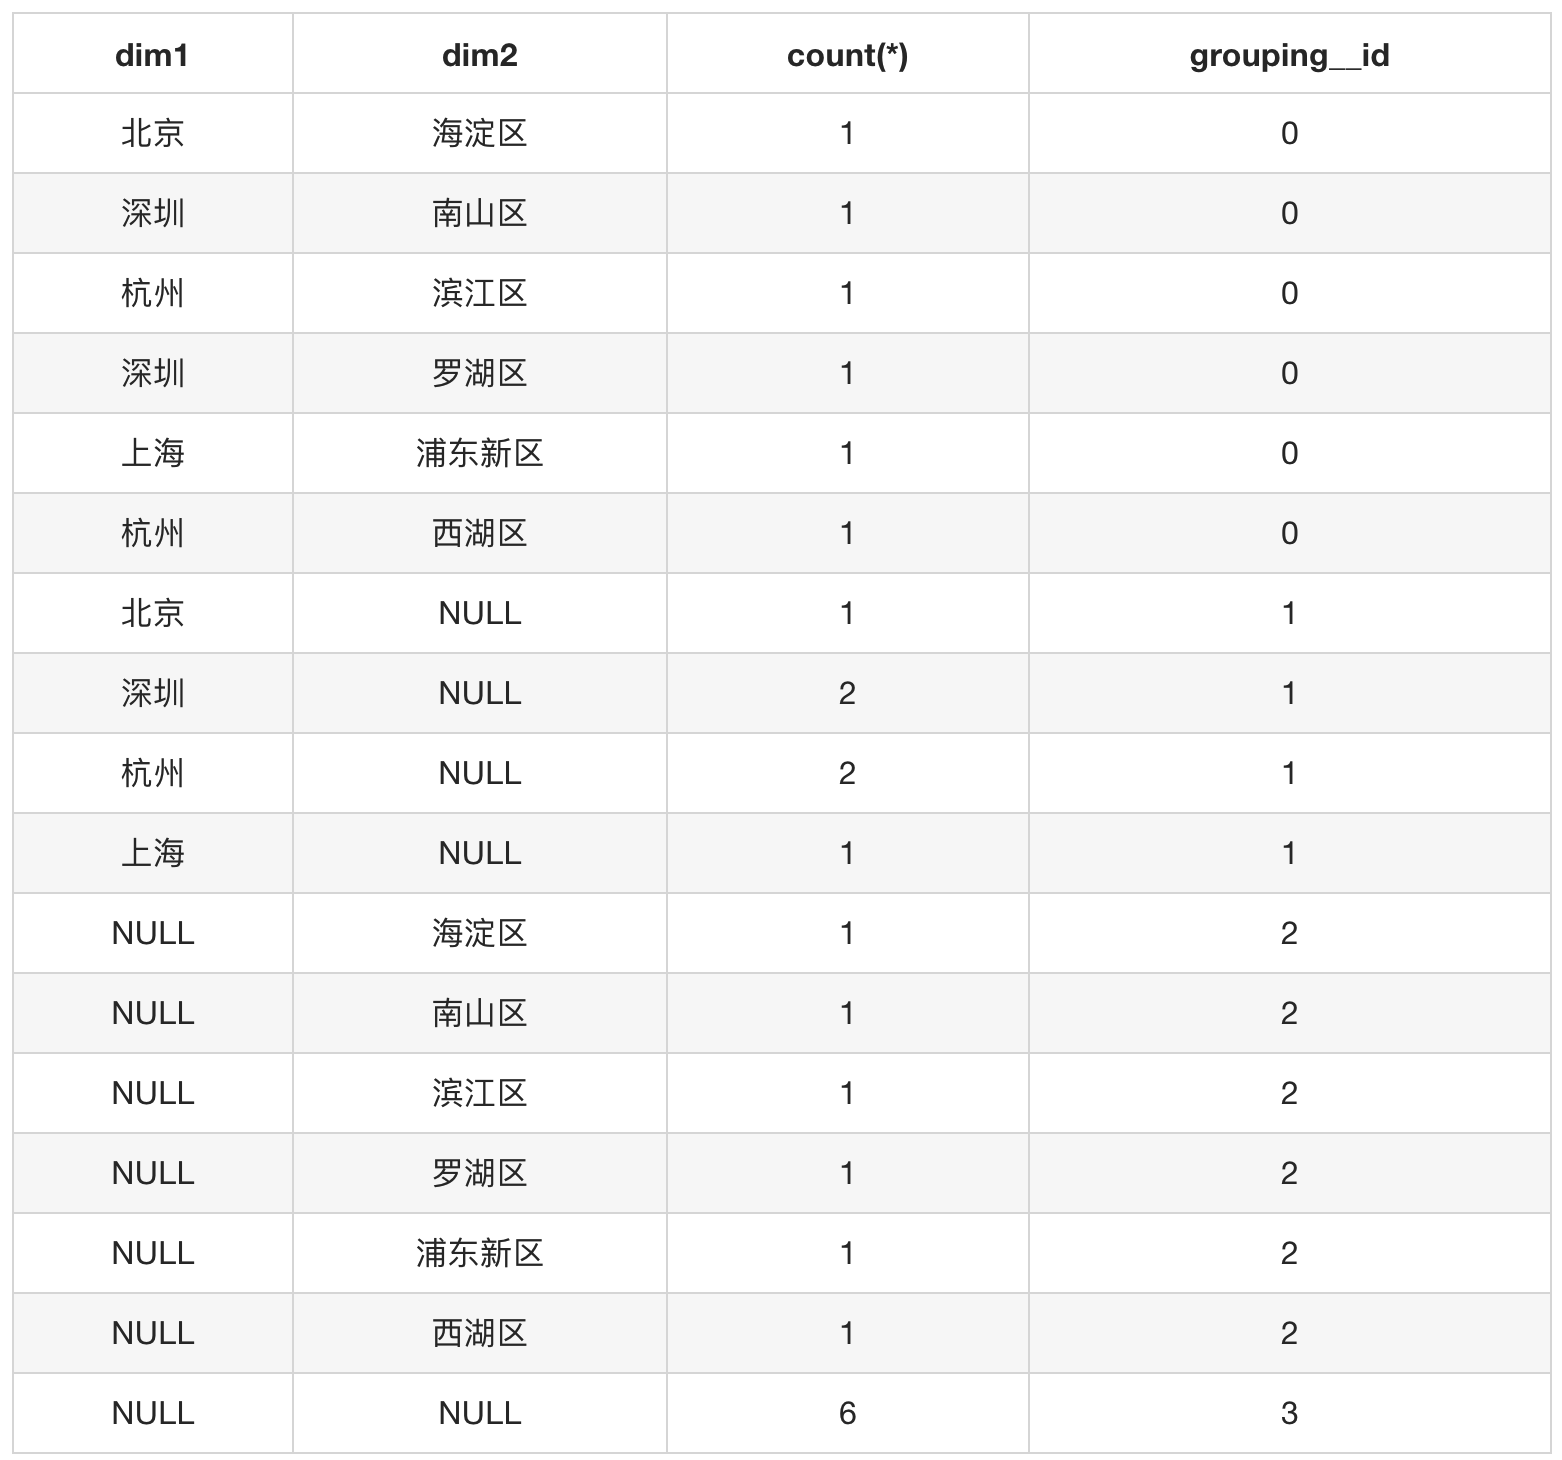 dim1 dim2 count(*) grouping__id
北京 海淀区 1 0
深圳 南山区 1 0
杭州 滨江区 1 0
深圳 罗湖区 1 0
上海 浦东新区 1 0
杭州 西湖区 1 0
北京 NULL 1 1
深圳 NULL 2 1
杭州 NULL 2 1
上海 NULL 1 1
NULL 海淀区 1 2
NULL 南山区 1 2
NULL 滨江区 1 2
NULL 罗湖区 1 2
NULL 浦东新区 1 2
NULL 西湖区 1 2
NULL NULL 6 3